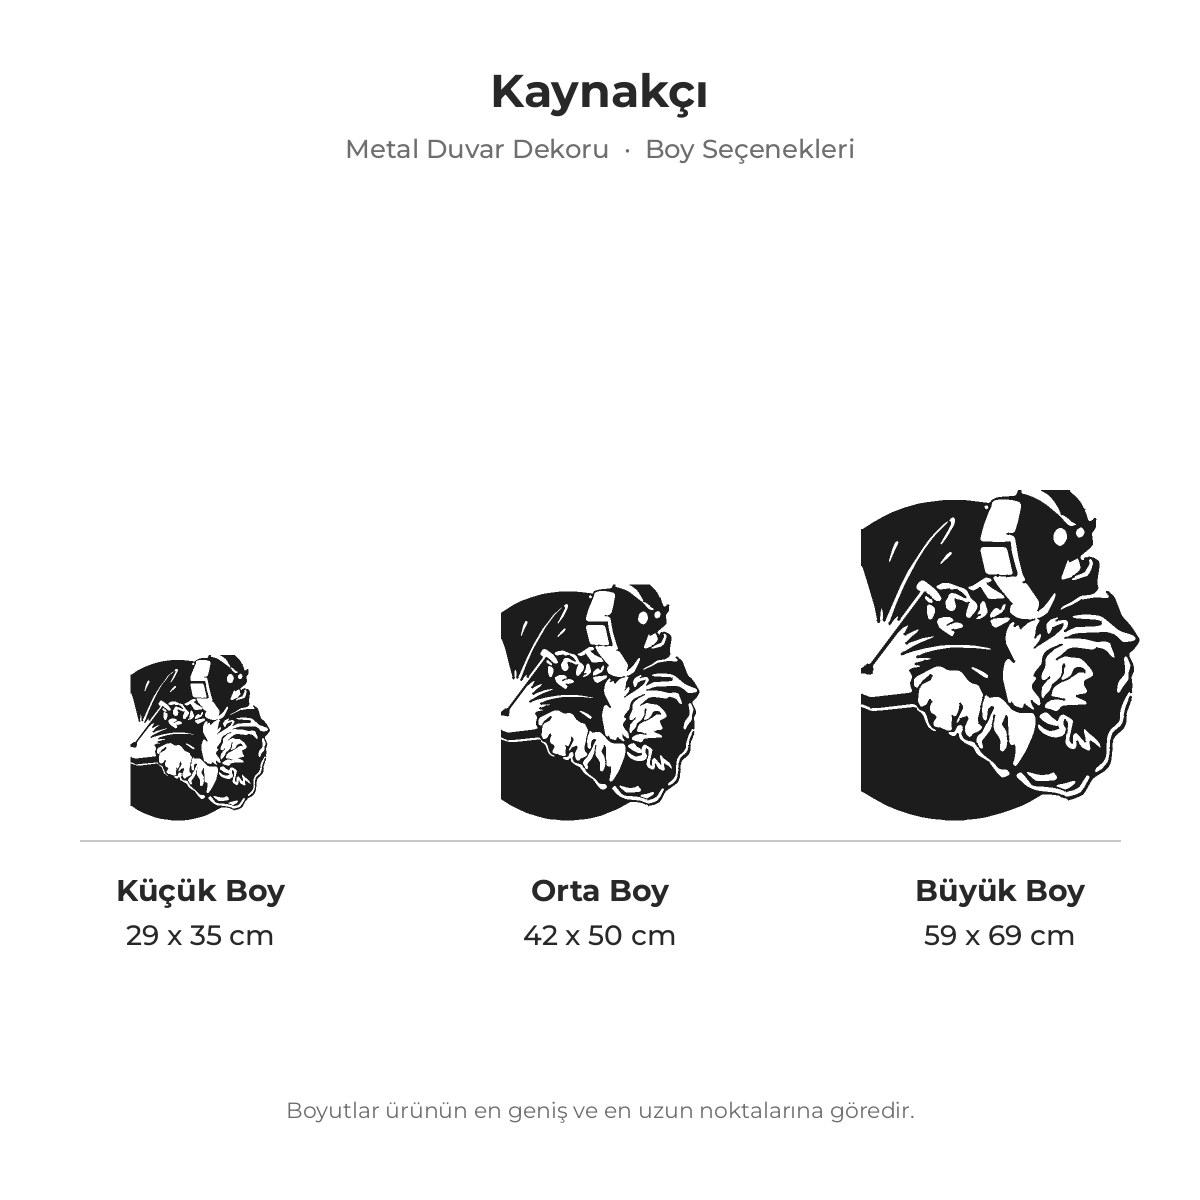 Kaynakçı
Metal Duvar Dekoru · Boy Seçenekleri
Küçük Boy
29 x 35 cm
Orta Boy
42 x 50 cm
Büyük Boy
59 x 69 cm
Boyutlar ürünün en geniş ve en uzun noktalarına göredir.